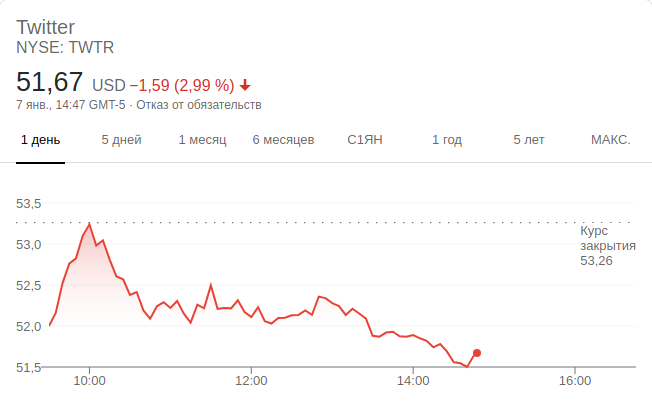 Twitter
NYSE: TWTR
51,67 USD −1,59 (2,99 %)
7 янв., 14:47 GMT-5 · Отказ от обязательств
1 день 5 дней 1 месяц 6 месяцев С1ЯН 1 год 5 лет МАКС.
53,5
Курс
закрытия
53,26
53,0
52,5
52,0
51,5
10:00 12:00 14:00 16:00